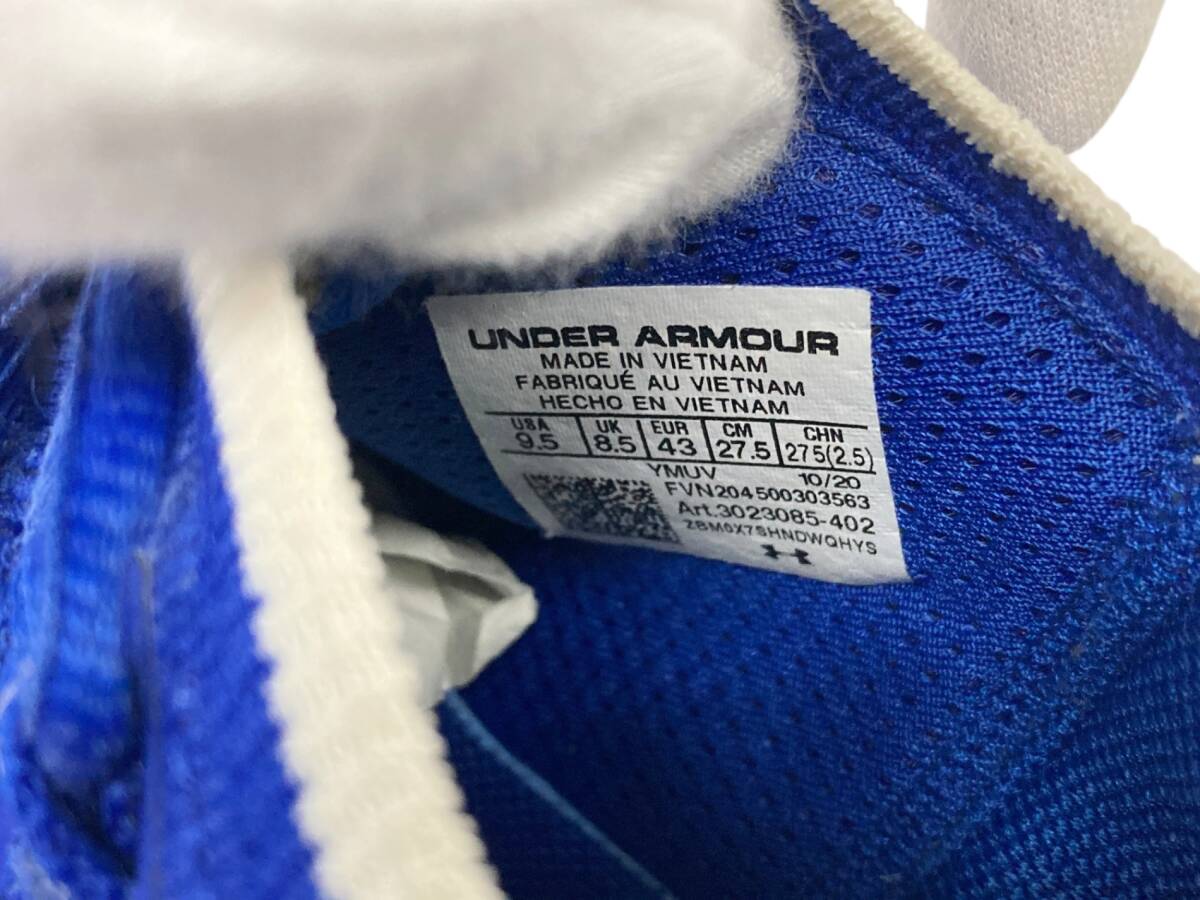 UNDER ARMOUR
MADE IN VIETNAM
FABRIQUÉ AU VIETNAM
HECHO EN VIETNAM
USA UK EUR CM CHN
9.5 8.5 43 27.5 275(2.5)
YMUV 10/20
FVN204500303563
Art.3023085-402
ZBM0X7SHNDWQHYS